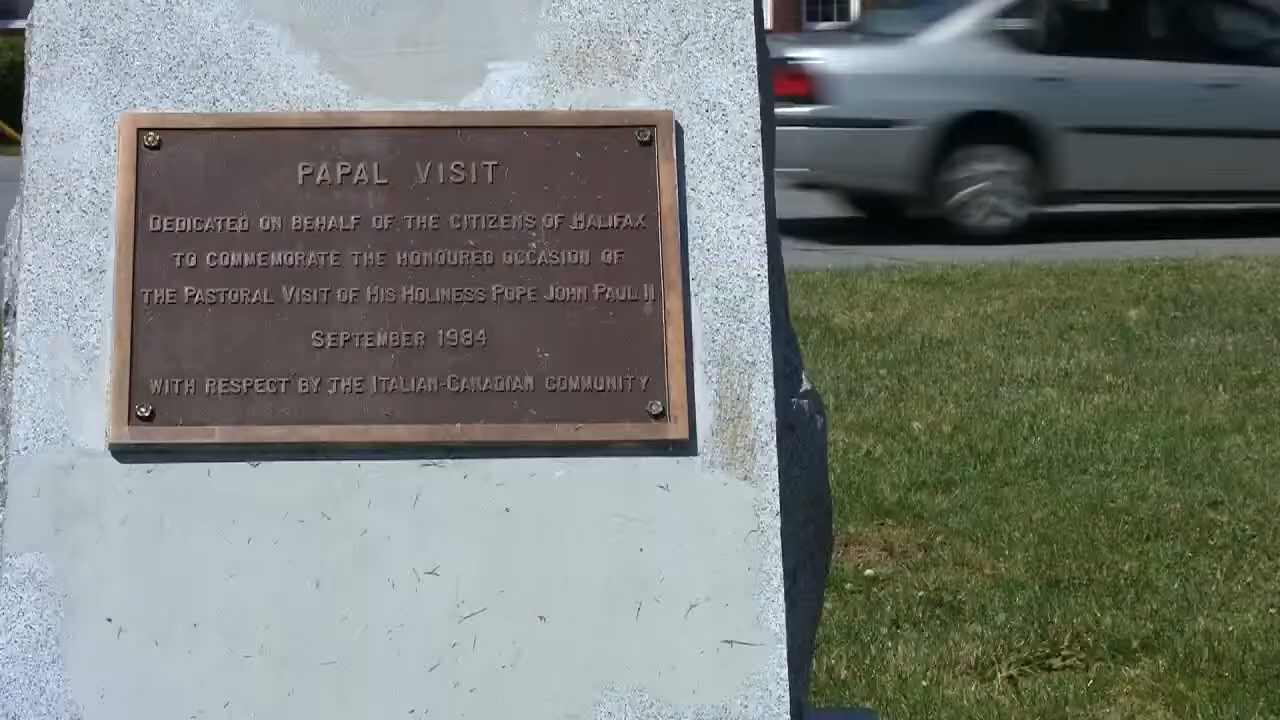 PAPAL VISIT
DEDICATED ON BEHALF OF THE CITIZENS OF HALIFAX
TO COMMEMORATE THE HONOURED OCCASION OF
THE PASTORAL VISIT OF HIS HOLINESS POPE JOHN PAUL II
SEPTEMBER 1984
WITH RESPECT BY THE ITALIAN-CANADIAN COMMUNITY